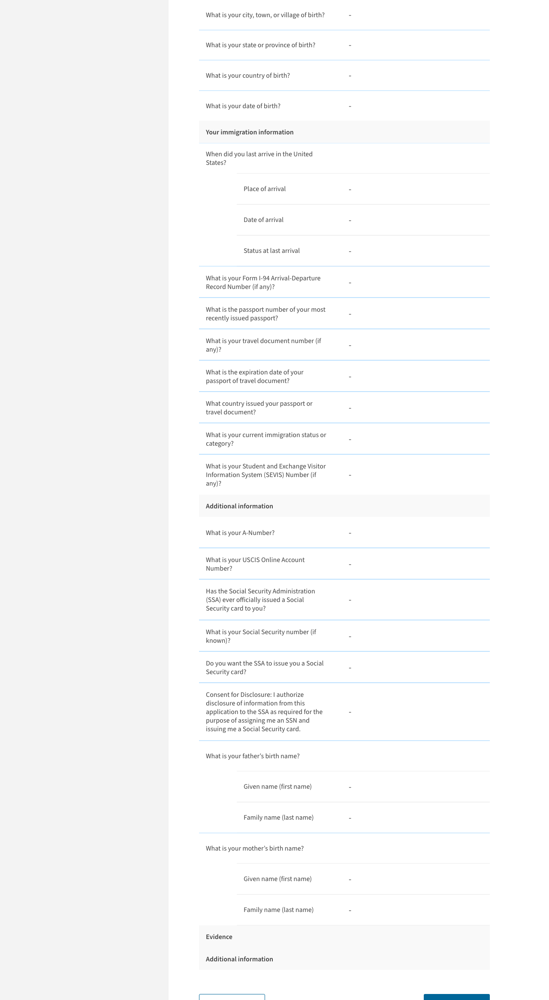 What is your city, town, or village of birth? -
What is your state or province of birth? -
What is your country of birth? -
What is your date of birth? -
Your immigration information
When did you last arrive in the United
States?
Place of arrival -
Date of arrival -
Status at last arrival -
What is your Form I-94 Arrival-Departure
Record Number (if any)? -
What is the passport number of your most
recently issued passport? -
What is your travel document number (if
any)? -
What is the expiration date of your
passport of travel document? -
What country issued your passport or
travel document? -
What is your current immigration status or
category? -
What is your Student and Exchange Visitor
Information System (SEVIS) Number (if -
any)?
Additional information
What is your A-Number? -
What is your USCIS Online Account
Number? -
Has the Social Security Administration
(SSA) ever officially issued a Social -
Security card to you?
What is your Social Security number (if
known)? -
Do you want the SSA to issue you a Social
Security card? -
Consent for Disclosure: I authorize
disclosure of information from this
application to the SSA as required for the -
purpose of assigning me an SSN and
issuing me a Social Security card.
What is your father’s birth name?
Given name (first name) -
Family name (last name) -
What is your mother’s birth name?
Given name (first name) -
Family name (last name) -
Evidence
Additional information